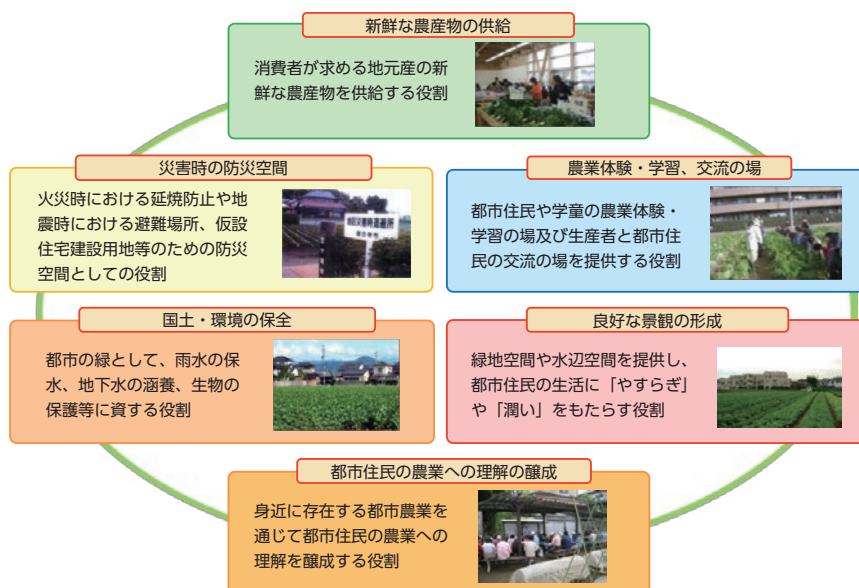 新鮮な農産物の供給
消費者が求める地元産の新
鮮な農産物を供給する役割
災害時の防災空間
火災時における延焼防止や地
震時における避難場所、仮設
住宅建設用地等のための防災
空間としての役割
農業体験・学習、交流の場
都市住民や学童の農業体験・
学習の場及び生産者と都市住
民の交流の場を提供する役割
国土・環境の保全
都市の緑として、雨水の保
水、地下水の涵養、生物の
保護等に資する役割
良好な景観の形成
緑地空間や水辺空間を提供し、
都市住民の生活に「やすらぎ」
や「潤い」をもたらす役割
都市住民の農業への理解の醸成
身近に存在する都市農業を
通じて都市住民の農業への
理解を醸成する役割